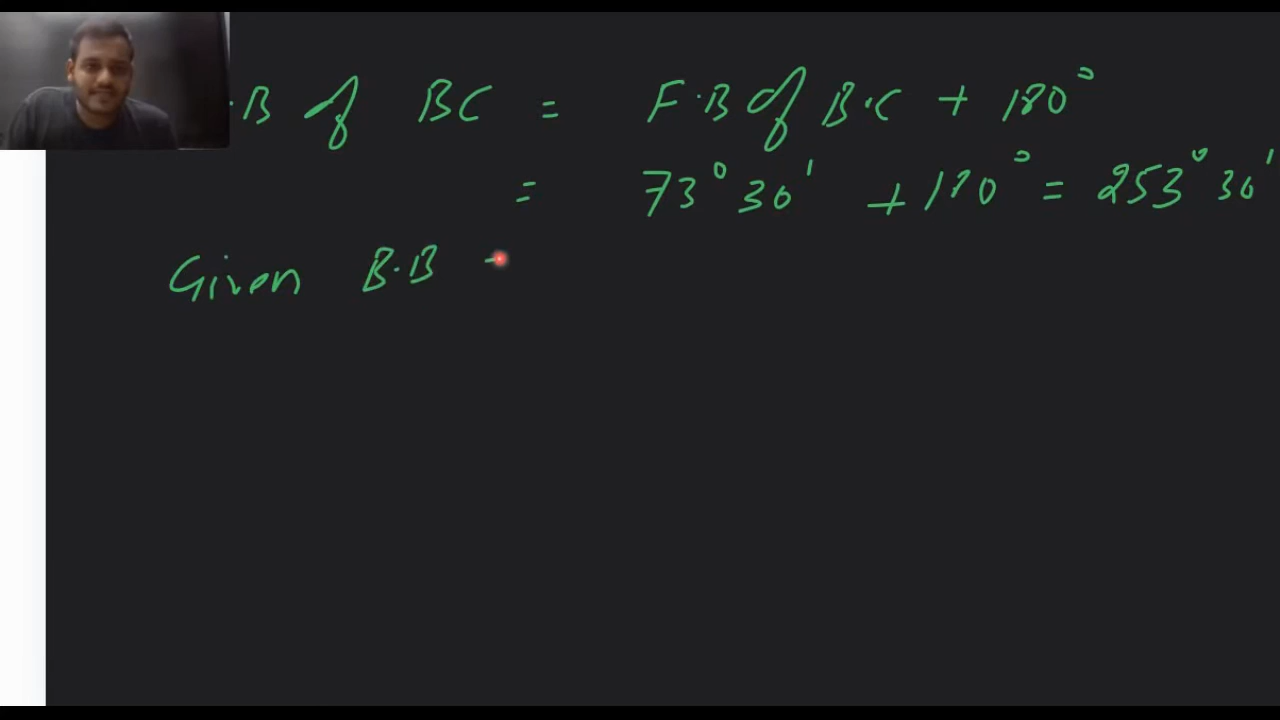 .B of BC = F.B of B.C + 180°
= 73° 30' + 180° = 253° 30'
Given B.B -